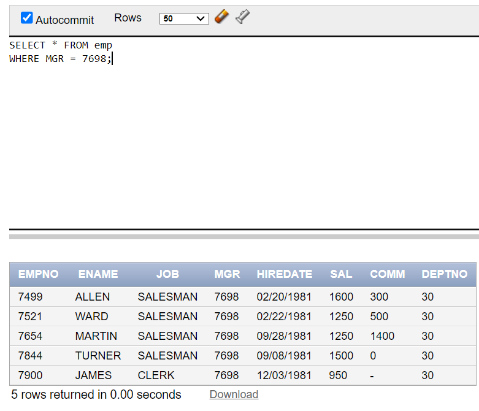 Autocommit Rows 50
SELECT * FROM emp
WHERE MGR = 7698;
EMPNO ENAME JOB MGR HIREDATE SAL COMM DEPTNO
7499 ALLEN SALESMAN 7698 02/20/1981 1600 300 30
7521 WARD SALESMAN 7698 02/22/1981 1250 500 30
7654 MARTIN SALESMAN 7698 09/28/1981 1250 1400 30
7844 TURNER SALESMAN 7698 09/08/1981 1500 0 30
7900 JAMES CLERK 7698 12/03/1981 950 - 30
5 rows returned in 0.00 seconds Download